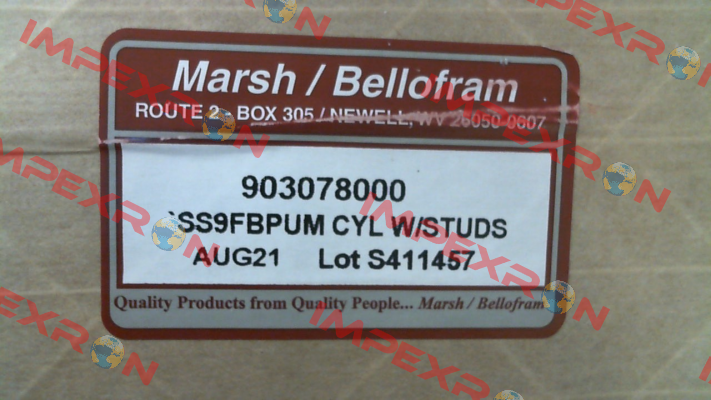 Marsh / Bellofram
ROUTE 2 - BOX 305 / NEWELL, WV 26050-0607
903078000
SS9FBPUM CYL W/STUDS
AUG21 Lot S411457
Quality Products from Quality People... Marsh / Bellofram
IMPEXRON
IMPEXRON
IMPEXRON
IMPEXRON
IMPEXRON
IMPEXRON